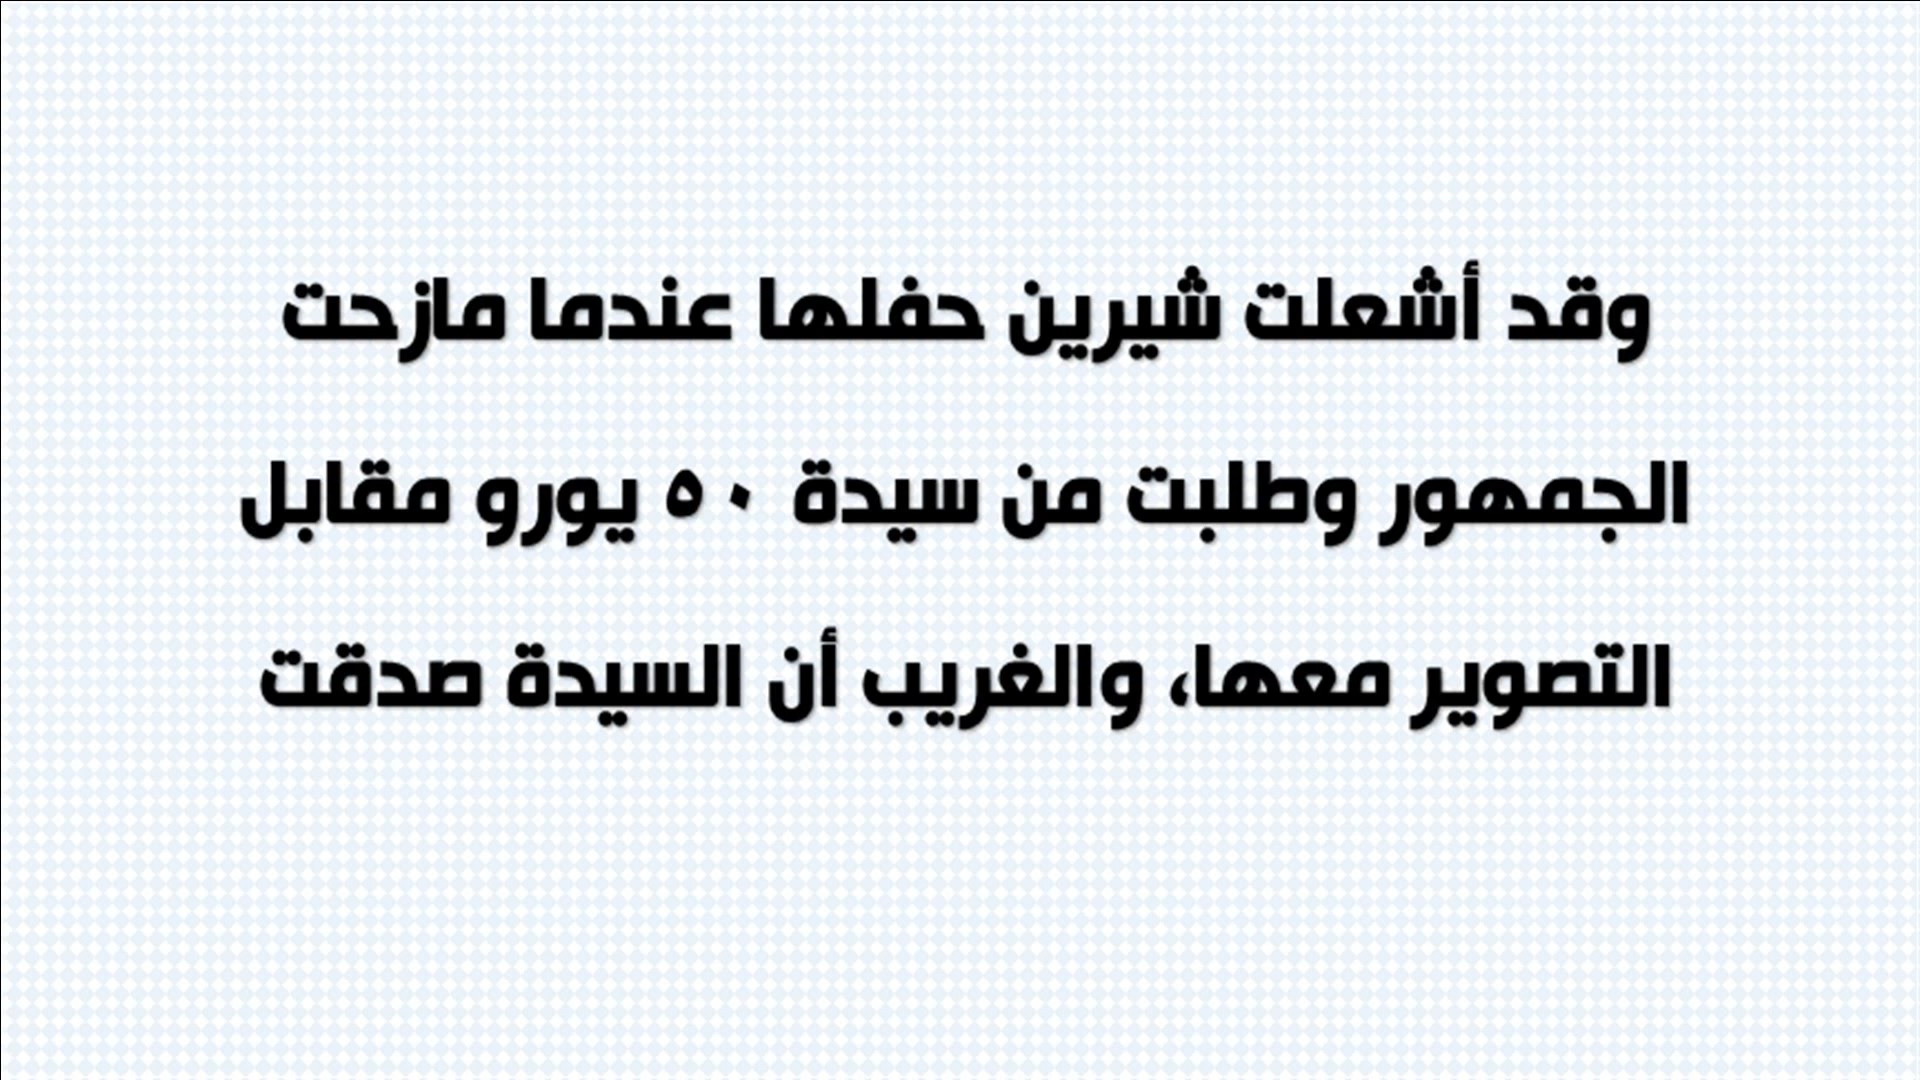 وقد أشعلت شيرين حفلها عندما مازحت
الجمهور وطلبت من سيدة ٥٠ يورو مقابل
التصوير معها، والغريب أن السيدة صدقت